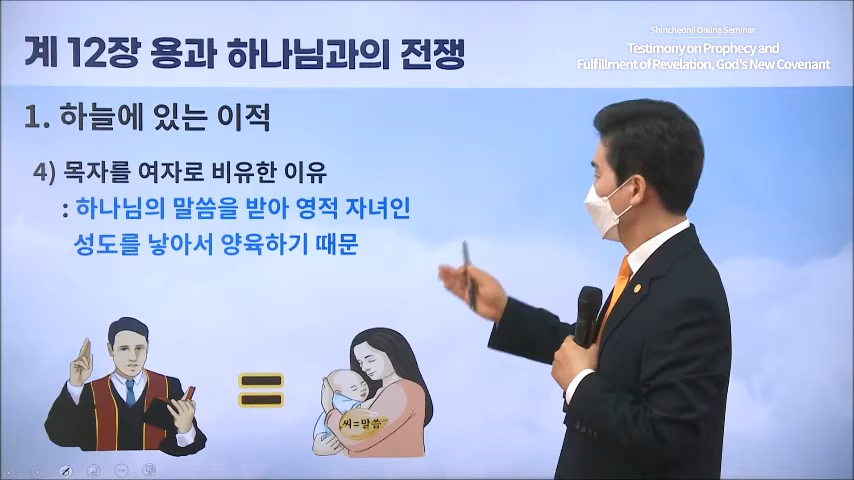 계 12장 용과 하나님과의 전쟁
Shincheonji Online Seminar
Testimony on Prophecy and
Fulfillment of Revelation, God's New Covenant
1. 하늘에 있는 이적
4) 목자를 여자로 비유한 이유
: 하나님의 말씀을 받아 영적 자녀인
성도를 낳아서 양육하기 때문
씨=말씀